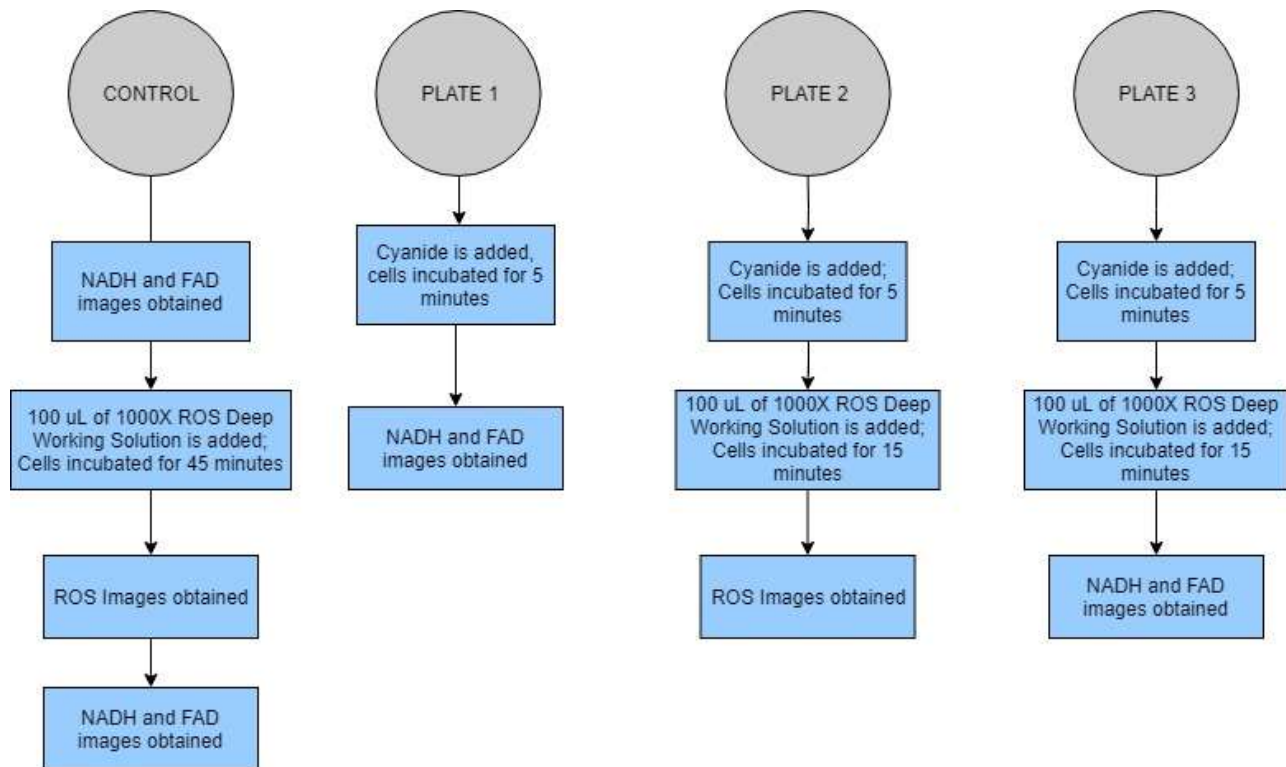 CONTROL
NADH and FAD
images obtained
100 uL of 1000X ROS Deep
Working Solution is added;
Cells incubated for 45 minutes
ROS Images obtained
NADH and FAD
images obtained
PLATE 1
Cyanide is added,
cells incubated for 5
minutes
NADH and FAD
images obtained
PLATE 2
Cyanide is added;
Cells incubated for 5
minutes
100 uL of 1000X ROS Deep
Working Solution is added;
Cells incubated for 15
minutes
ROS Images obtained
PLATE 3
Cyanide is added;
Cells incubated for 5
minutes
100 uL of 1000X ROS Deep
Working Solution is added;
Cells incubated for 15
minutes
NADH and FAD
images obtained